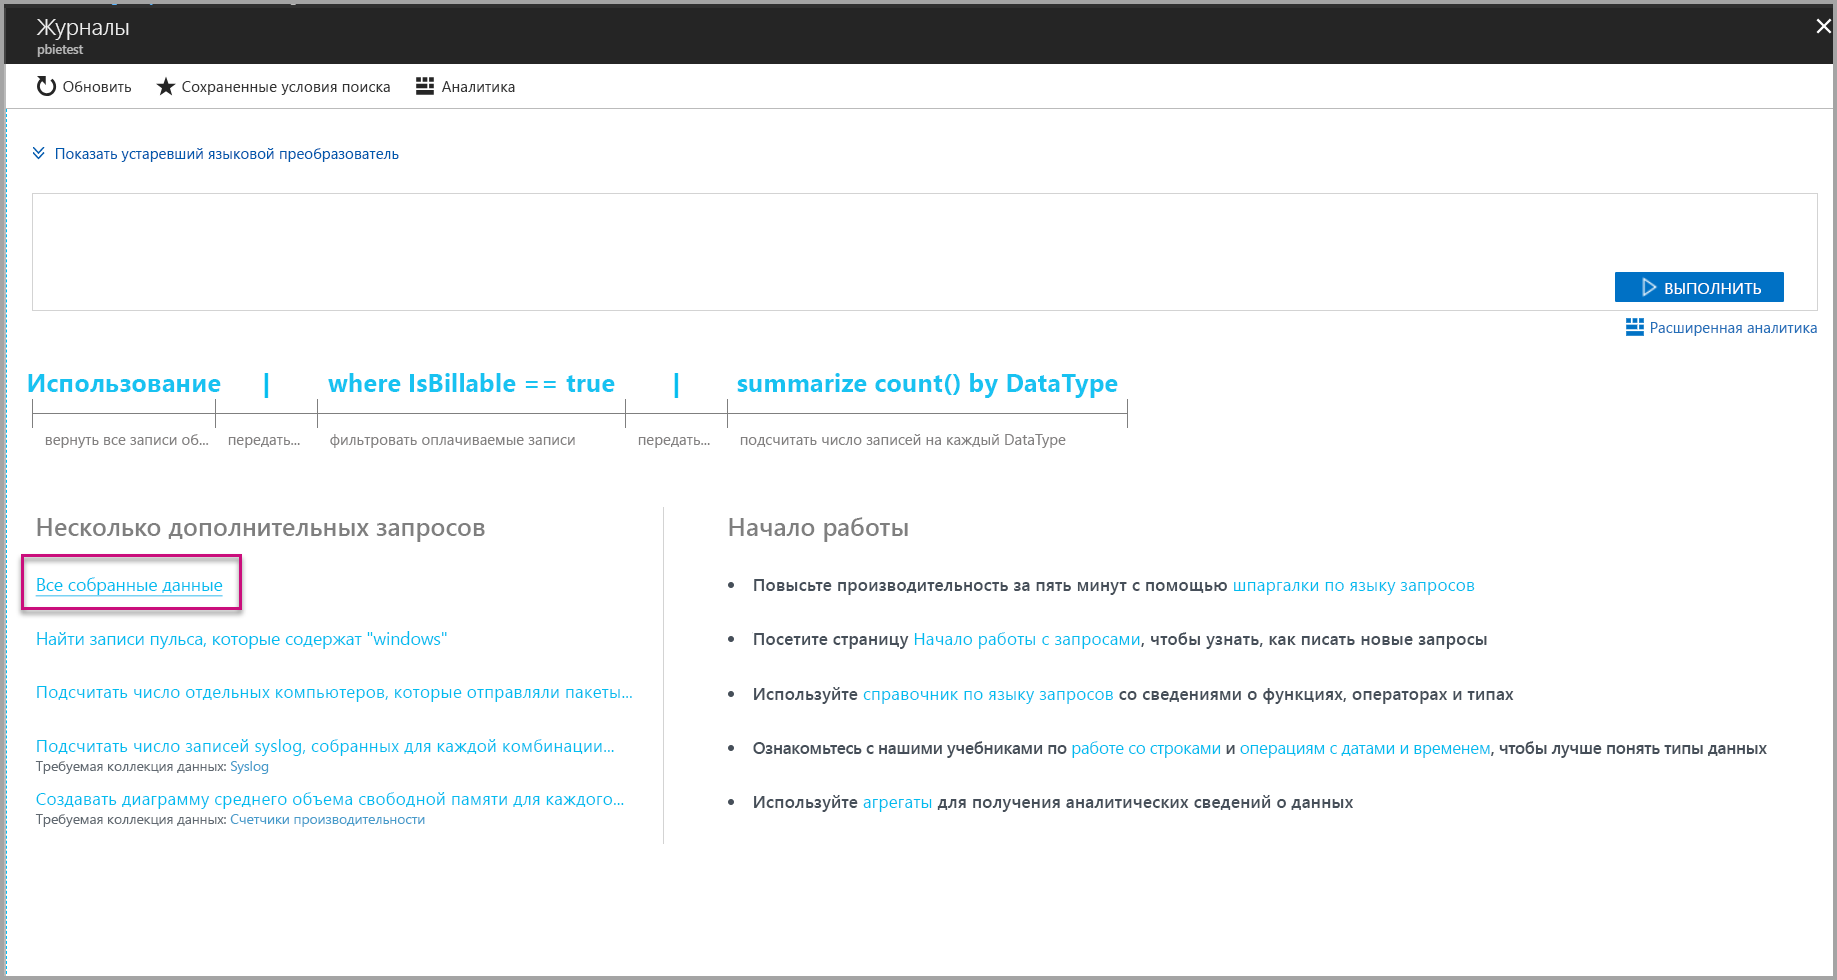 Журналы
pbietest
Обновить Сохраненные условия поиска Аналитика
Показать устаревший языковой преобразователь
ВЫПОЛНИТЬ
Расширенная аналитика
Использование | where IsBillable == true | summarize count() by DataType
вернуть все записи об... передать... фильтровать оплачиваемые записи передать... подсчитать число записей на каждый DataType
Несколько дополнительных запросов
Все собранные данные
Найти записи пульса, которые содержат "windows"
Подсчитать число отдельных компьютеров, которые отправляли пакеты...
Подсчитать число записей syslog, собранных для каждой комбинации...
Требуемая коллекция данных: Syslog
Создавать диаграмму среднего объема свободной памяти для каждого...
Требуемая коллекция данных: Счетчики производительности
Начало работы
• Повысьте производительность за пять минут с помощью шпаргалки по языку запросов
• Посетите страницу Начало работы с запросами, чтобы узнать, как писать новые запросы
• Используйте справочник по языку запросов со сведениями о функциях, операторах и типах
• Ознакомьтесь с нашими учебниками по работе со строками и операциям с датами и временем, чтобы лучше понять типы данных
• Используйте агрегаты для получения аналитических сведений о данных